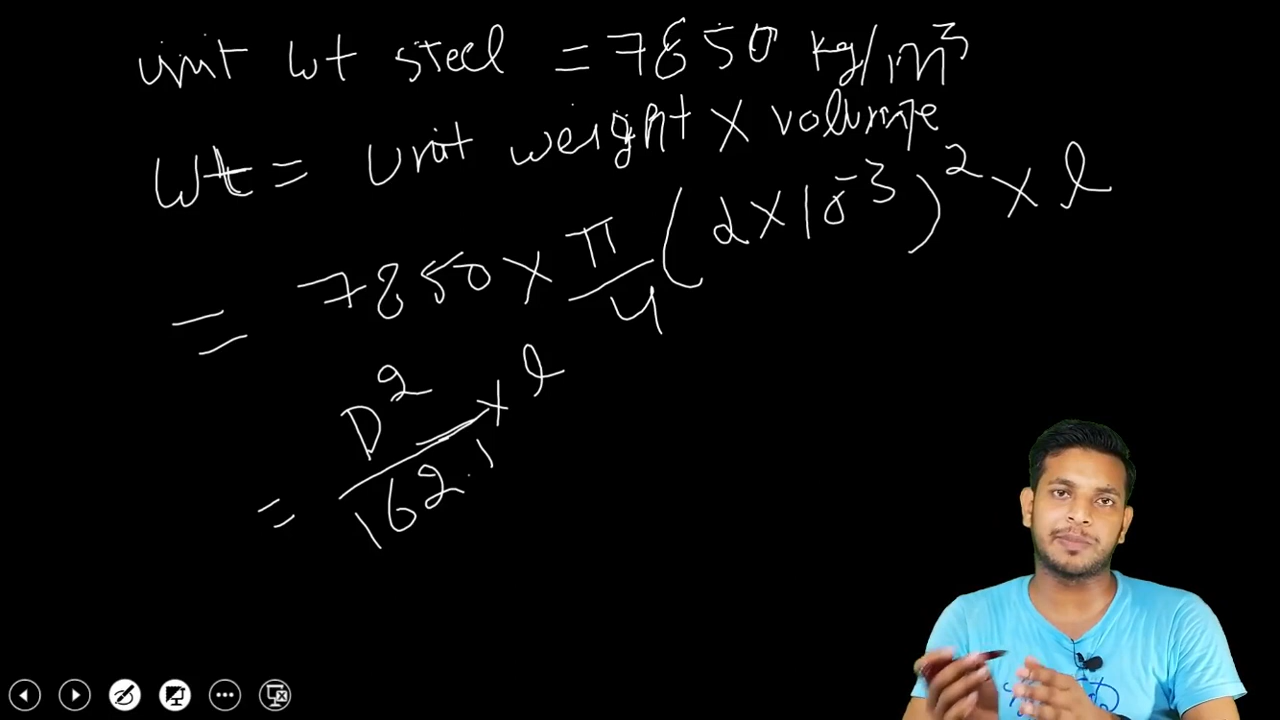 unit wt steel = 7850 kg/m³
Wt = unit weight X volume
= 7850 × π/4 (d×10⁻³)² × l
= D²/162.1 × l